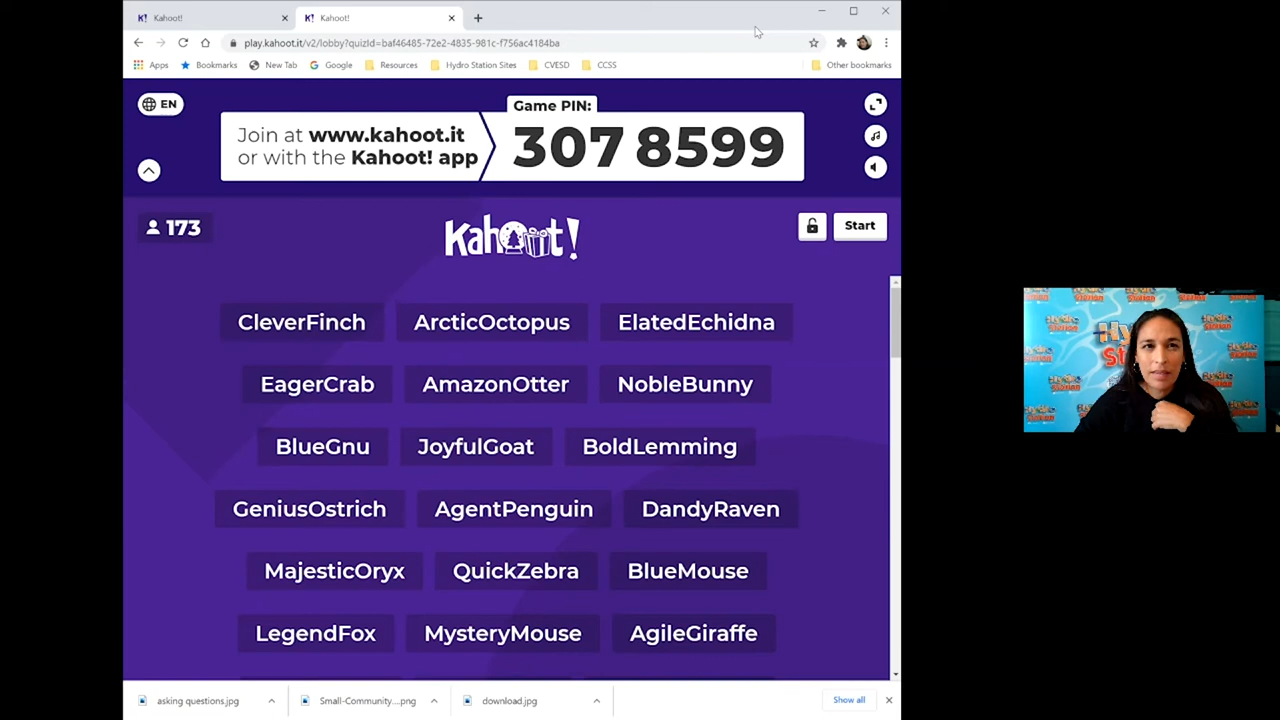 Kahoot!
Kahoot!
play.kahoot.it/v2/lobby?quizId=baf46485-72e2-4835-981c-f756ac4184ba
Apps Bookmarks New Tab Google Resources Hydro Station Sites CVESD CCSS Other bookmarks
EN
Join at www.kahoot.it
or with the Kahoot! app
Game PIN:
307 8599
173
Kahoot!
Start
CleverFinch ArcticOctopus ElatedEchidna
EagerCrab AmazonOtter NobleBunny
BlueGnu JoyfulGoat BoldLemming
GeniusOstrich AgentPenguin DandyRaven
MajesticOryx QuickZebra BlueMouse
LegendFox MysteryMouse AgileGiraffe
asking questions.jpg Small-Community....png download.jpg Show all
Hydro
Station